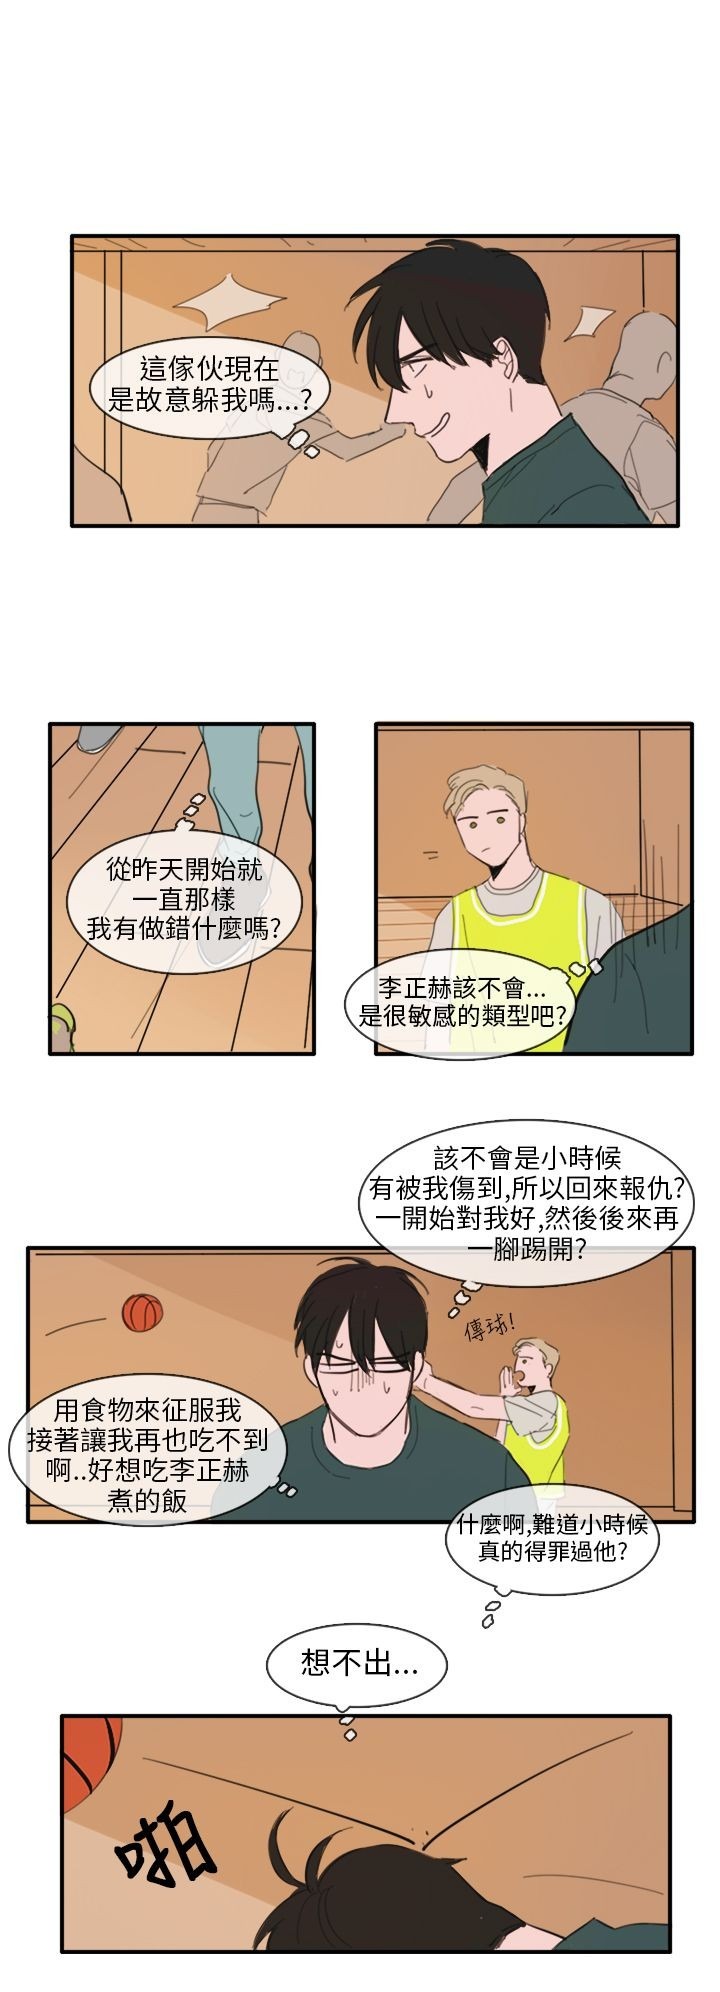 這傢伙現在
是故意躲我嗎...?
從昨天開始就
一直那樣
我有做錯什麼嗎?
李正赫該不會...
是很敏感的類型吧?
該不會是小時候
有被我傷到,所以回來報仇?
一開始對我好,然後後來再
一腳踢開?
傳球!
用食物來征服我
接著讓我再也吃不到
啊..好想吃李正赫
煮的飯
什麼啊,難道小時候
真的得罪過他?
想不出...
啪